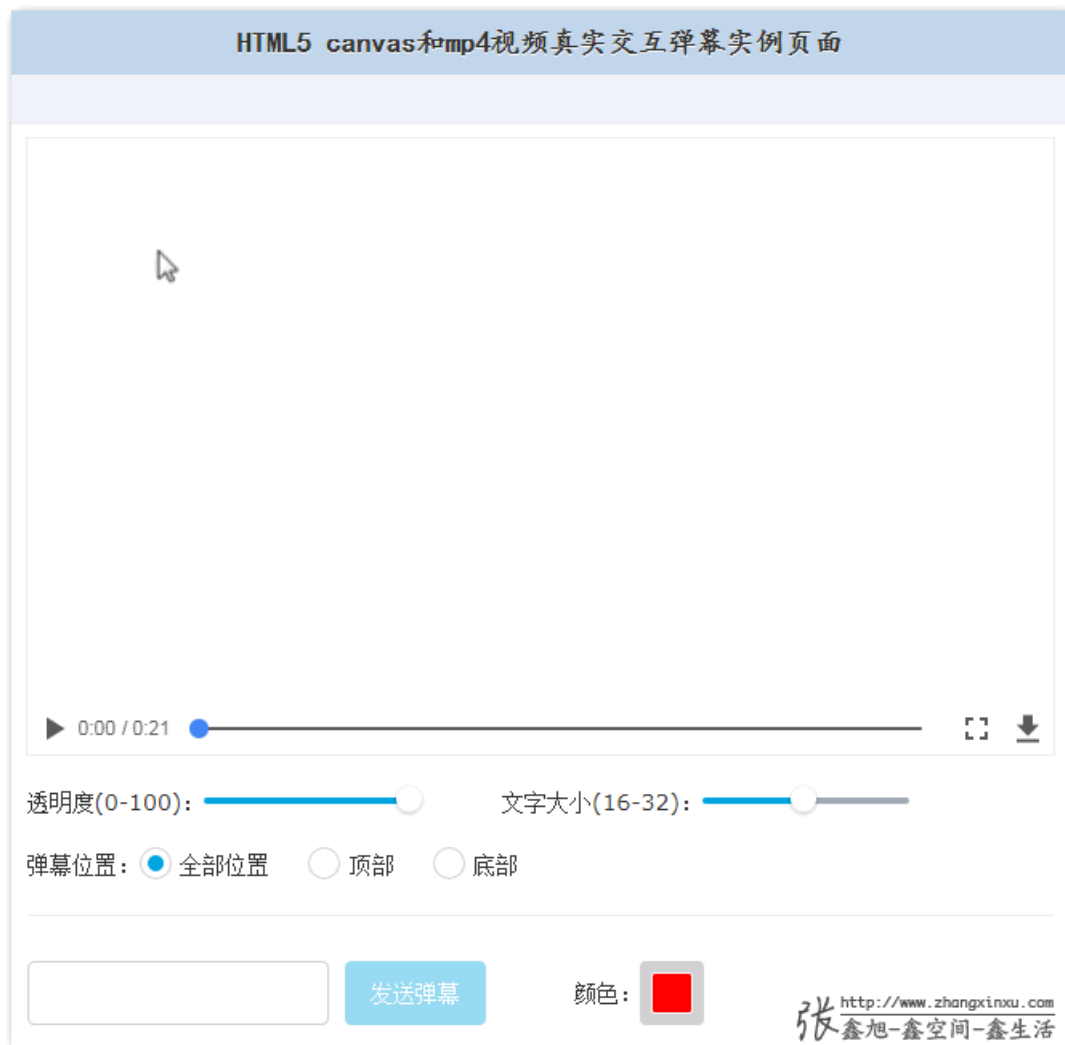 HTML5 canvas和mp4视频真实交互弹幕实例页面
0:00 / 0:21
透明度(0-100)： 文字大小(16-32)：
弹幕位置： 全部位置 顶部 底部
发送弹幕 颜色：
张 http://www.zhangxinxu.com
鑫旭-鑫空间-鑫生活